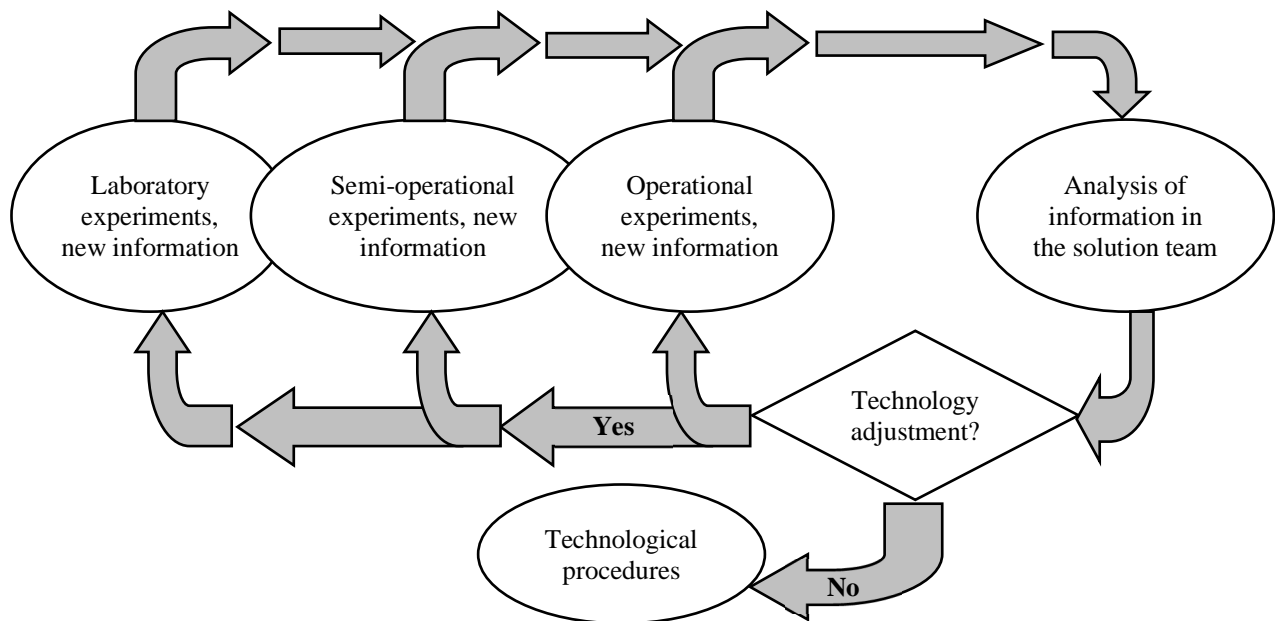 Laboratory
experiments,
new information
Semi-operational
experiments, new
information
Operational
experiments,
new information
Analysis of
information in
the solution team
Technology
adjustment?
Yes
Technological
procedures
No